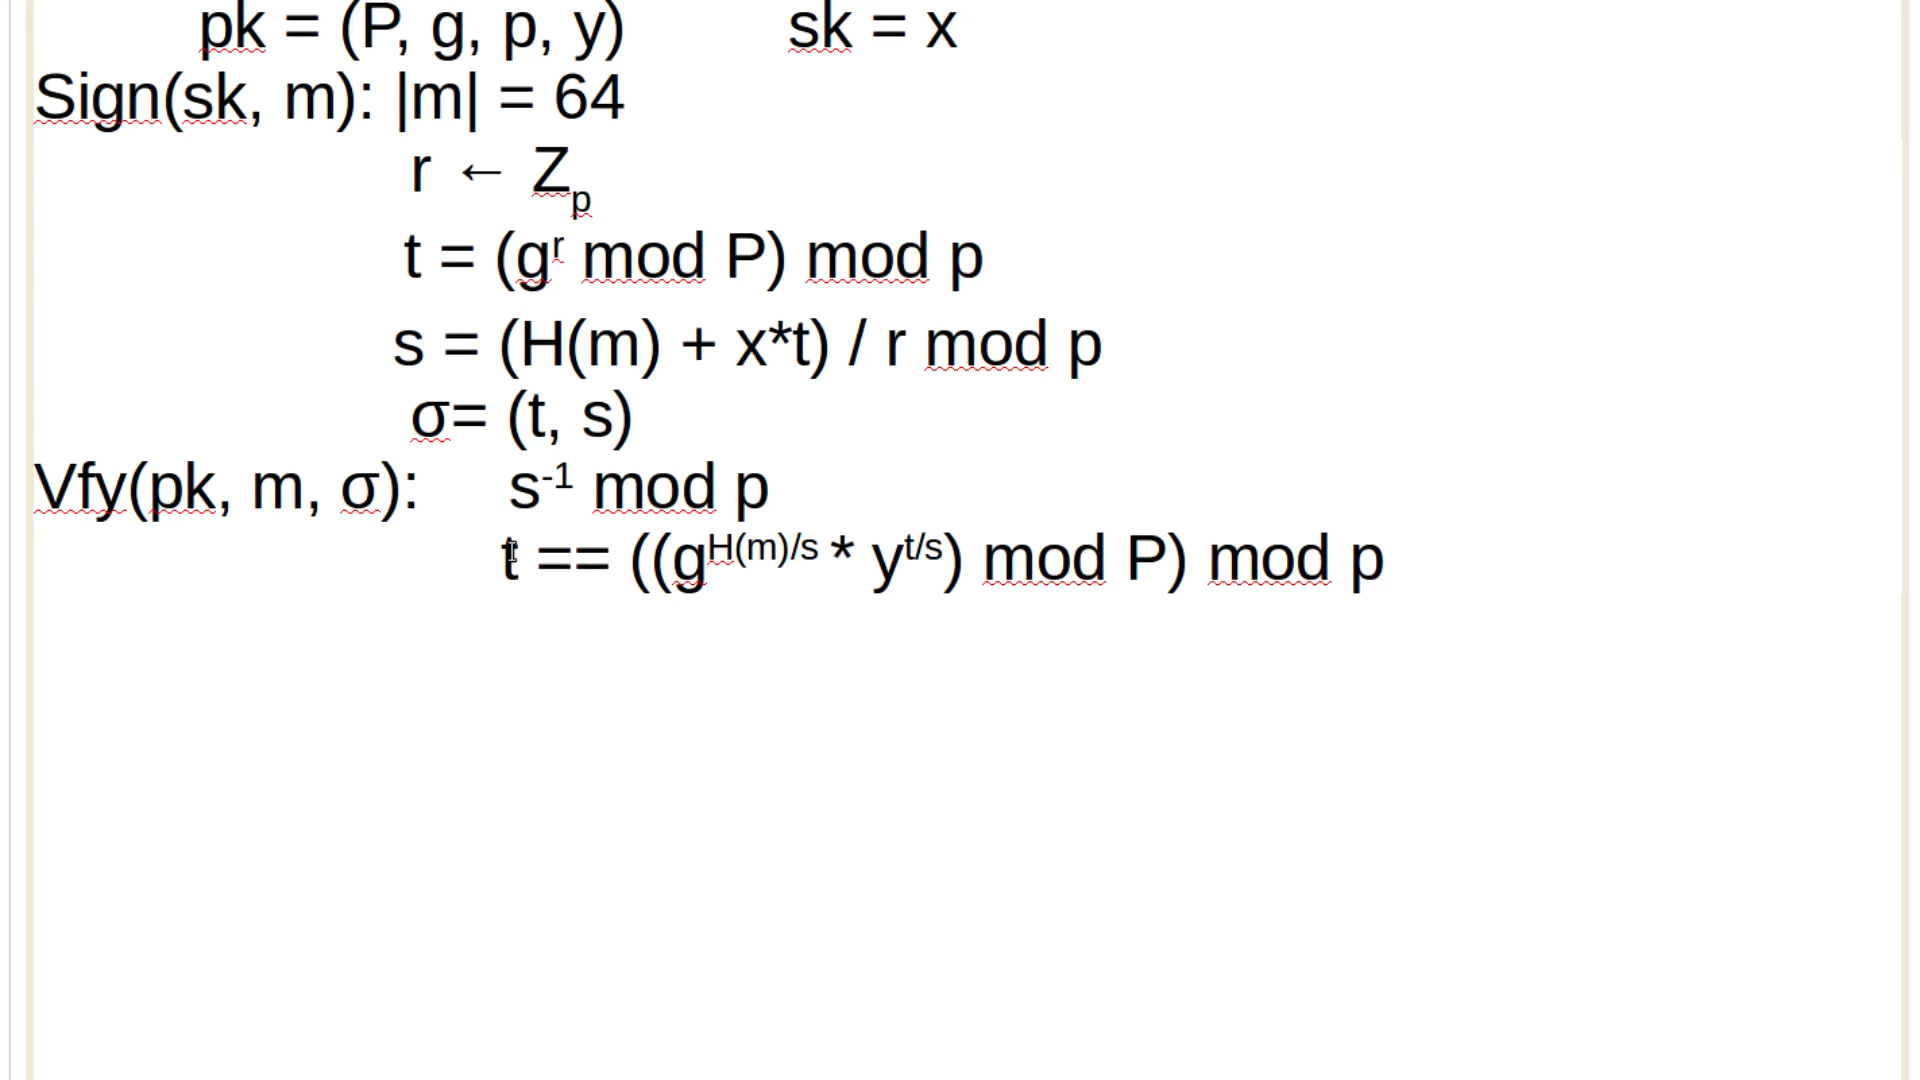 pk = (P, g, p, y) sk = x
Sign(sk, m): |m| = 64
r ← Zp
t = (g^r mod P) mod p
s = (H(m) + x*t) / r mod p
σ= (t, s)
Vfy(pk, m, σ): s^-1 mod p
t == ((g^H(m)/s * y^t/s) mod P) mod p